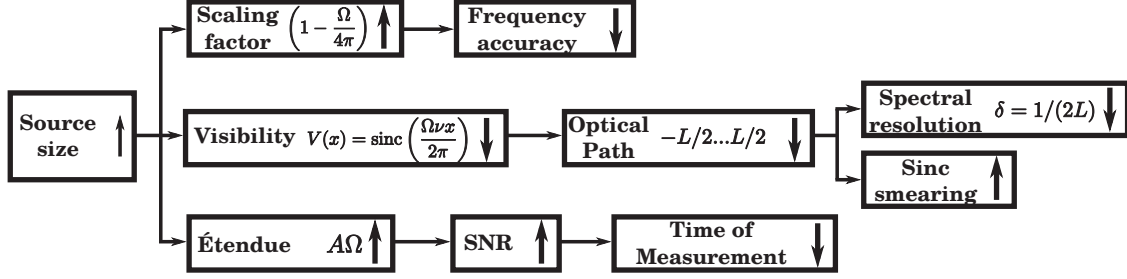 Source
size
Scaling
factor (1 − Ω/4π)
Frequency
accuracy
Visibility V(x) = sinc(Ωνx/2π)
Optical
Path −L/2...L/2
Spectral
resolution δ = 1/(2L)
Sinc
smearing
Étendue AΩ
SNR
Time of
Measurement